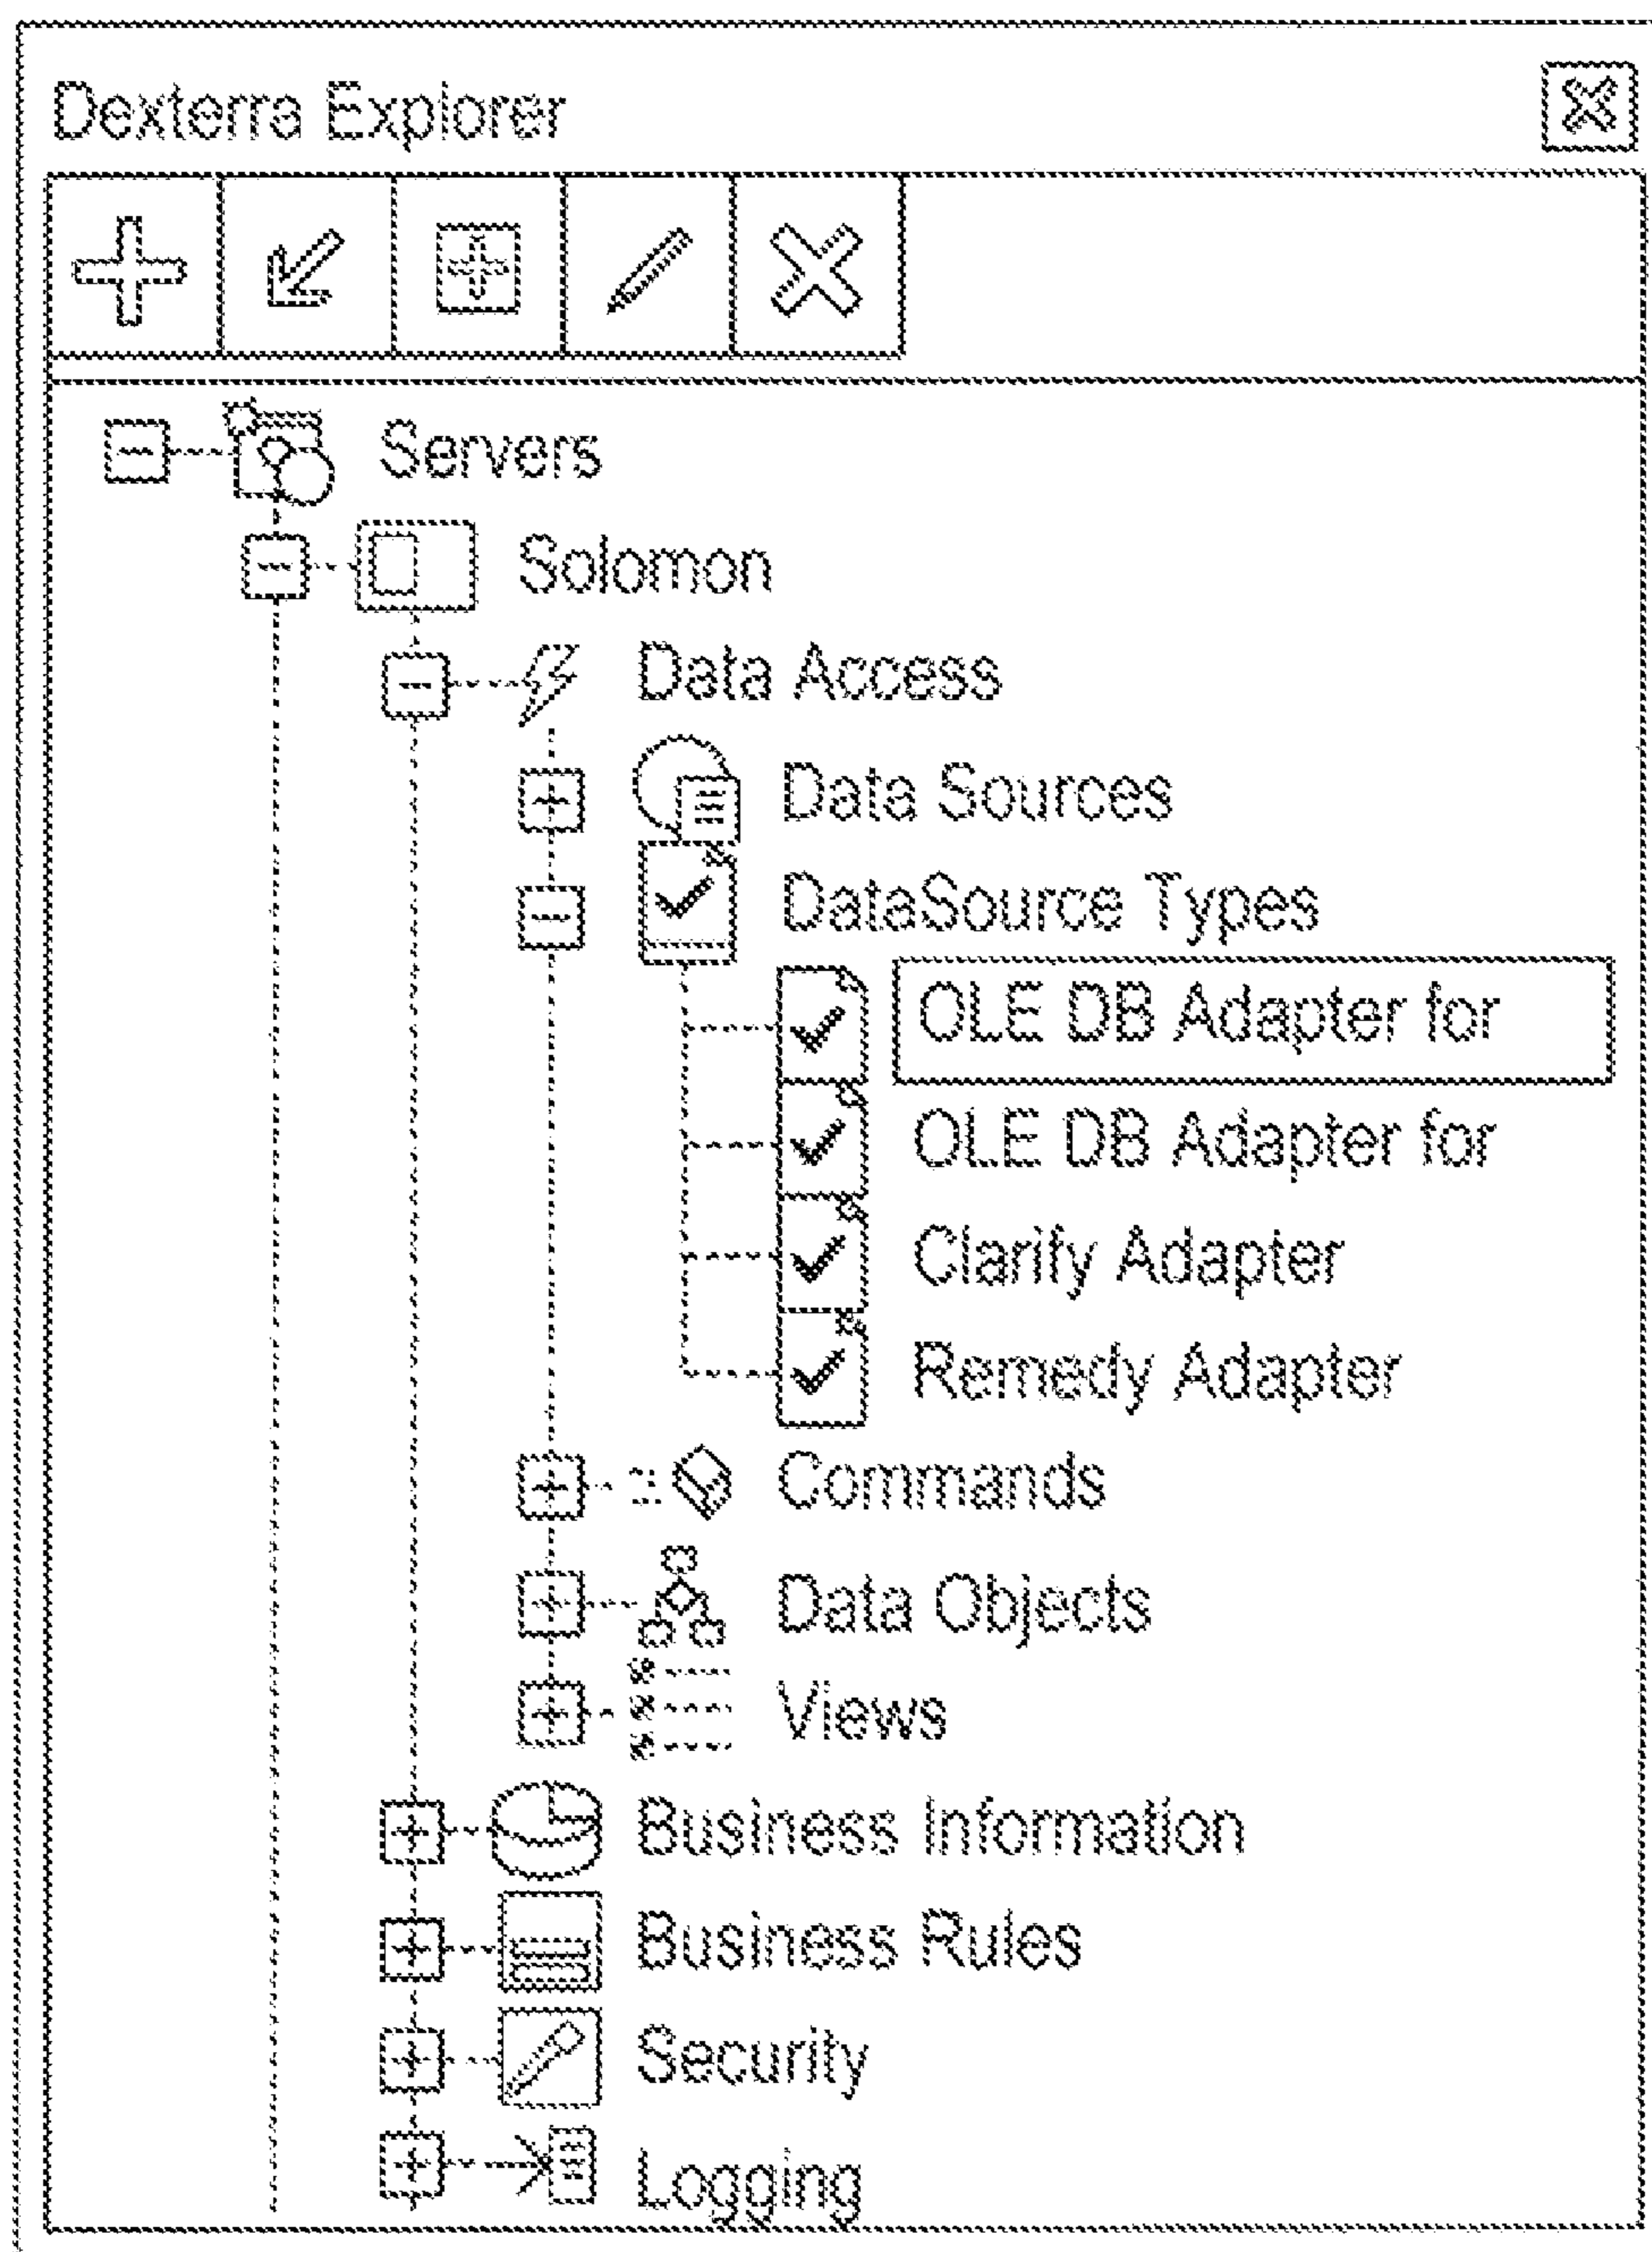 Dexterra Explorer
Servers
Solomon
Data Access
Data Sources
DataSource Types
OLE DB Adapter for
OLE DB Adapter for
Clarify Adapter
Remedy Adapter
Commands
Data Objects
Views
Business Information
Business Rules
Security
Logging